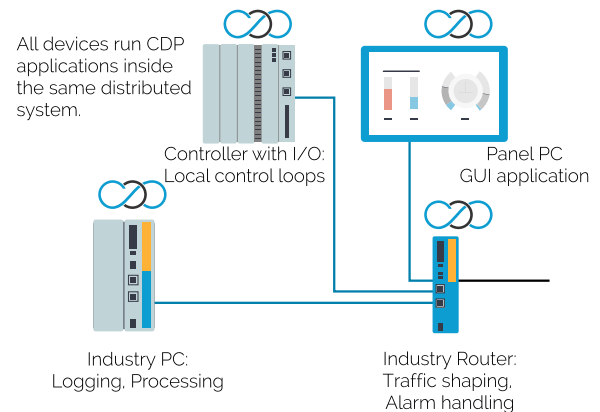 All devices run CDP
applications inside
the same distributed
system.
Controller with I/O:
Local control loops
Panel PC
GUI application
Industry PC:
Logging, Processing
Industry Router:
Traffic shaping,
Alarm handling